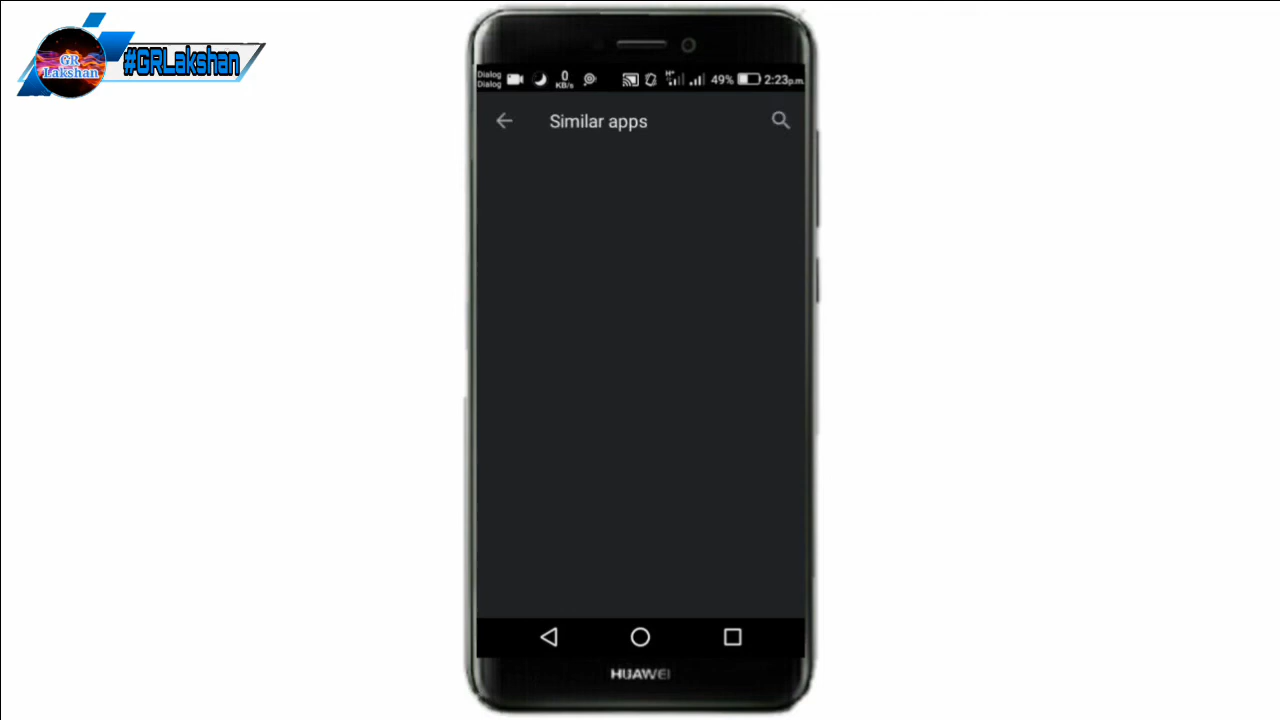 GR
Lakshan
#GRLakshan
Dialog
Dialog
0
KB/s
H+
49%
2:23p.m.
Similar apps
HUAWEI